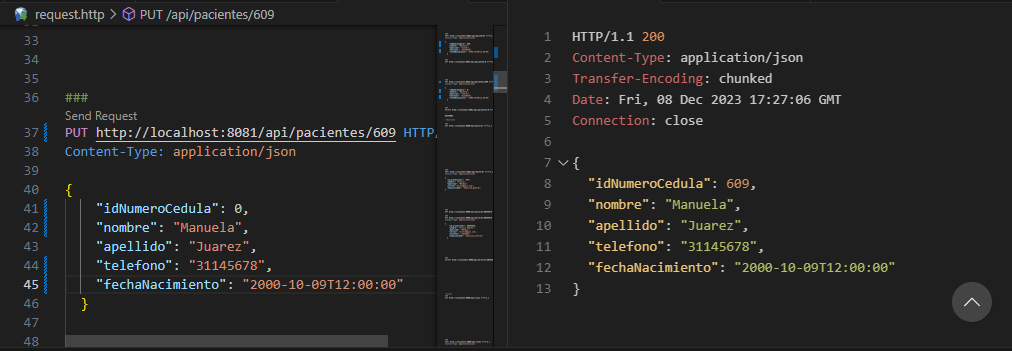 request.http > PUT /api/pacientes/609
33
34
35
36 ###
Send Request
37 PUT http://localhost:8081/api/pacientes/609 HTTP/
38 Content-Type: application/json
39
40 {
41 "idNumeroCedula": 0,
42 "nombre": "Manuela",
43 "apellido": "Juarez",
44 "telefono": "31145678",
45 "fechaNacimiento": "2000-10-09T12:00:00"
46 }
47
48
1 HTTP/1.1 200
2 Content-Type: application/json
3 Transfer-Encoding: chunked
4 Date: Fri, 08 Dec 2023 17:27:06 GMT
5 Connection: close
6
7 {
8 "idNumeroCedula": 609,
9 "nombre": "Manuela",
10 "apellido": "Juarez",
11 "telefono": "31145678",
12 "fechaNacimiento": "2000-10-09T12:00:00"
13 }